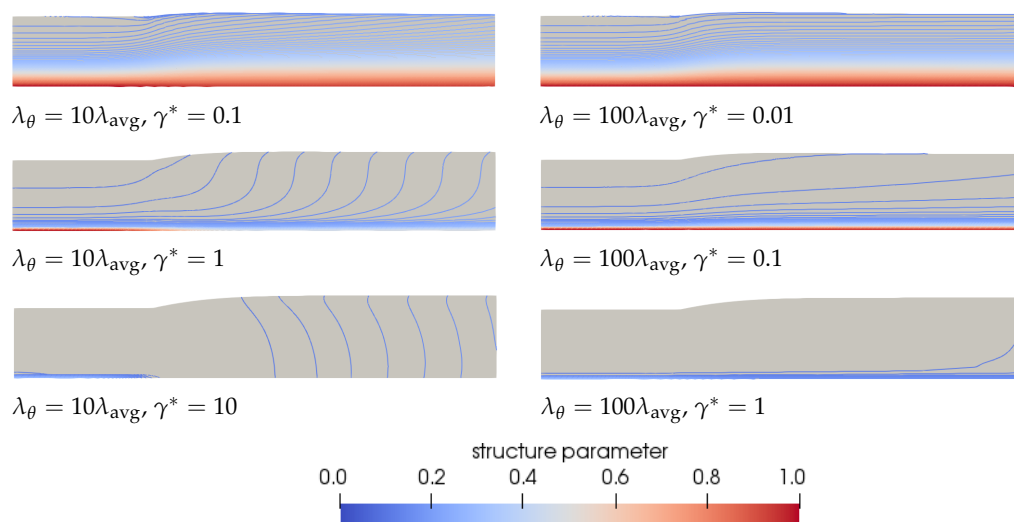 λθ = 10λavg, γ* = 0.1
λθ = 100λavg, γ* = 0.01
λθ = 10λavg, γ* = 1
λθ = 100λavg, γ* = 0.1
λθ = 10λavg, γ* = 10
λθ = 100λavg, γ* = 1
structure parameter
0.0 0.2 0.4 0.6 0.8 1.0